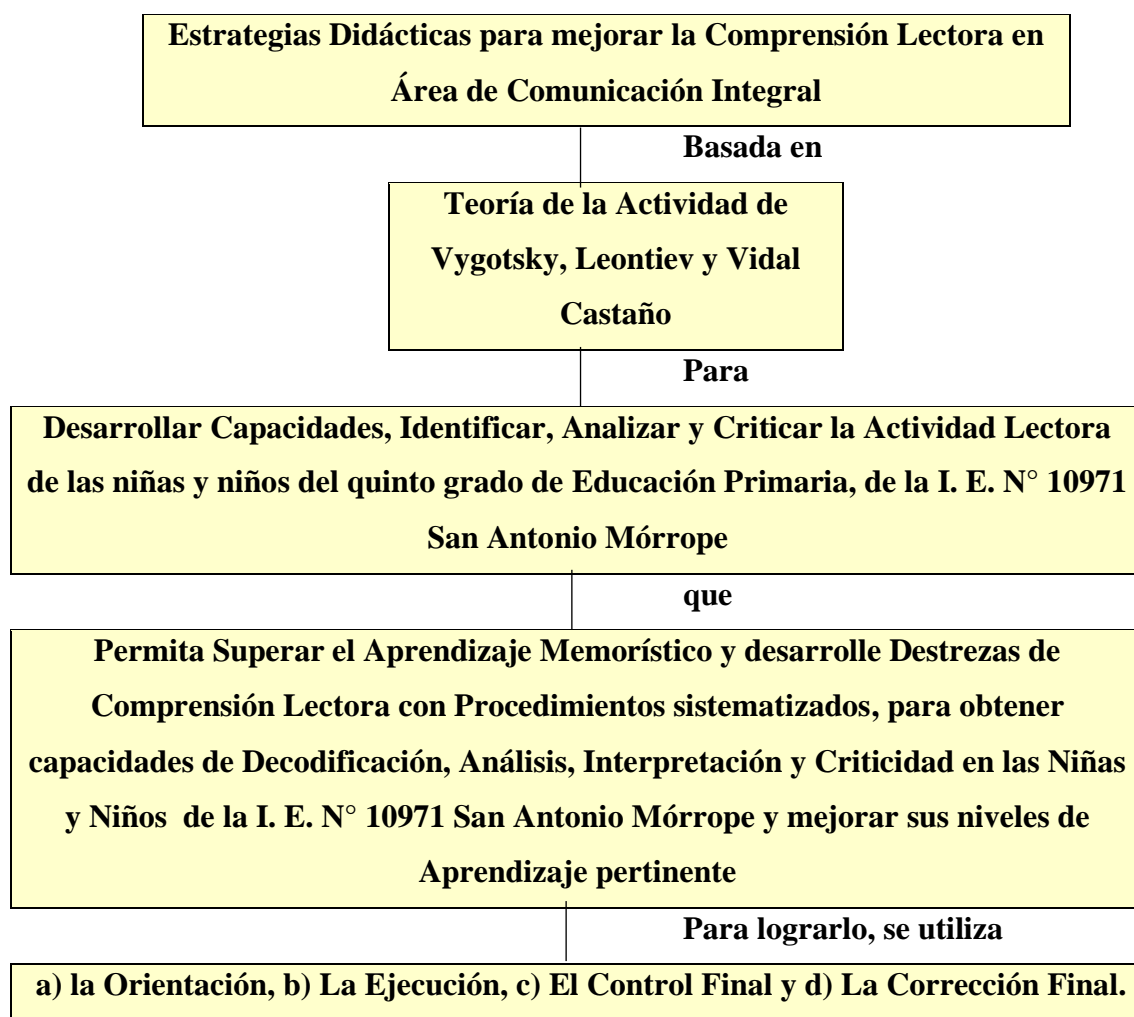 Estrategias Didácticas para mejorar la Comprensión Lectora en
Área de Comunicación Integral
Basada en
Teoría de la Actividad de
Vygotsky, Leontiev y Vidal
Castaño
Para
Desarrollar Capacidades, Identificar, Analizar y Criticar la Actividad Lectora
de las niñas y niños del quinto grado de Educación Primaria, de la I. E. N° 10971
San Antonio Mórrope
que
Permita Superar el Aprendizaje Memorístico y desarrolle Destrezas de
Comprensión Lectora con Procedimientos sistematizados, para obtener
capacidades de Decodificación, Análisis, Interpretación y Criticidad en las Niñas
y Niños de la I. E. N° 10971 San Antonio Mórrope y mejorar sus niveles de
Aprendizaje pertinente
Para lograrlo, se utiliza
a) la Orientación, b) La Ejecución, c) El Control Final y d) La Corrección Final.